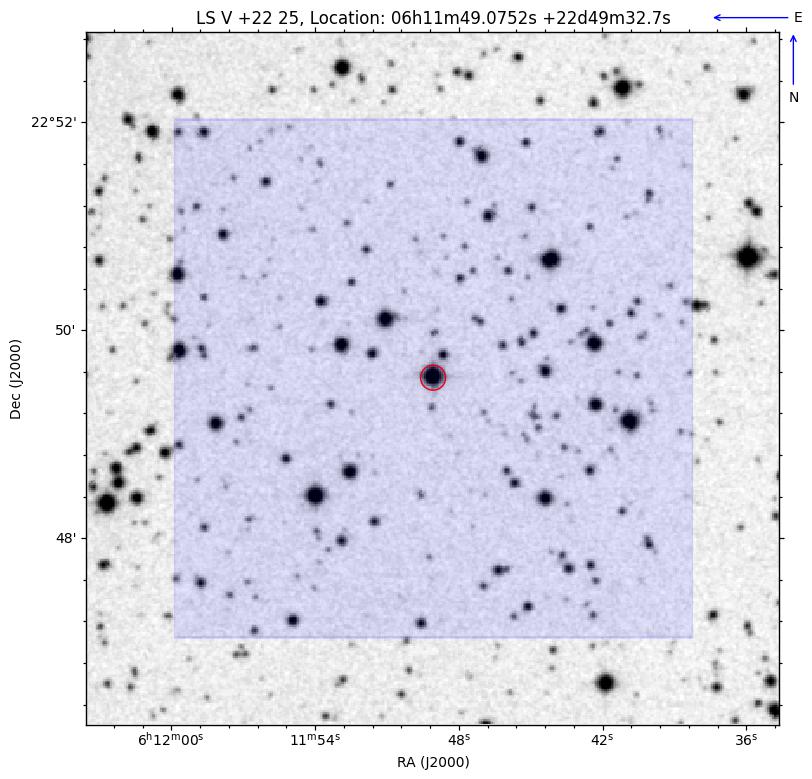 LS V +22 25, Location: 06h11m49.0752s +22d49m32.7s
E
N
22°52'
50'
48'
Dec (J2000)
6ʰ12ᵐ00ˢ 11ᵐ54ˢ 48ˢ 42ˢ 36ˢ
RA (J2000)